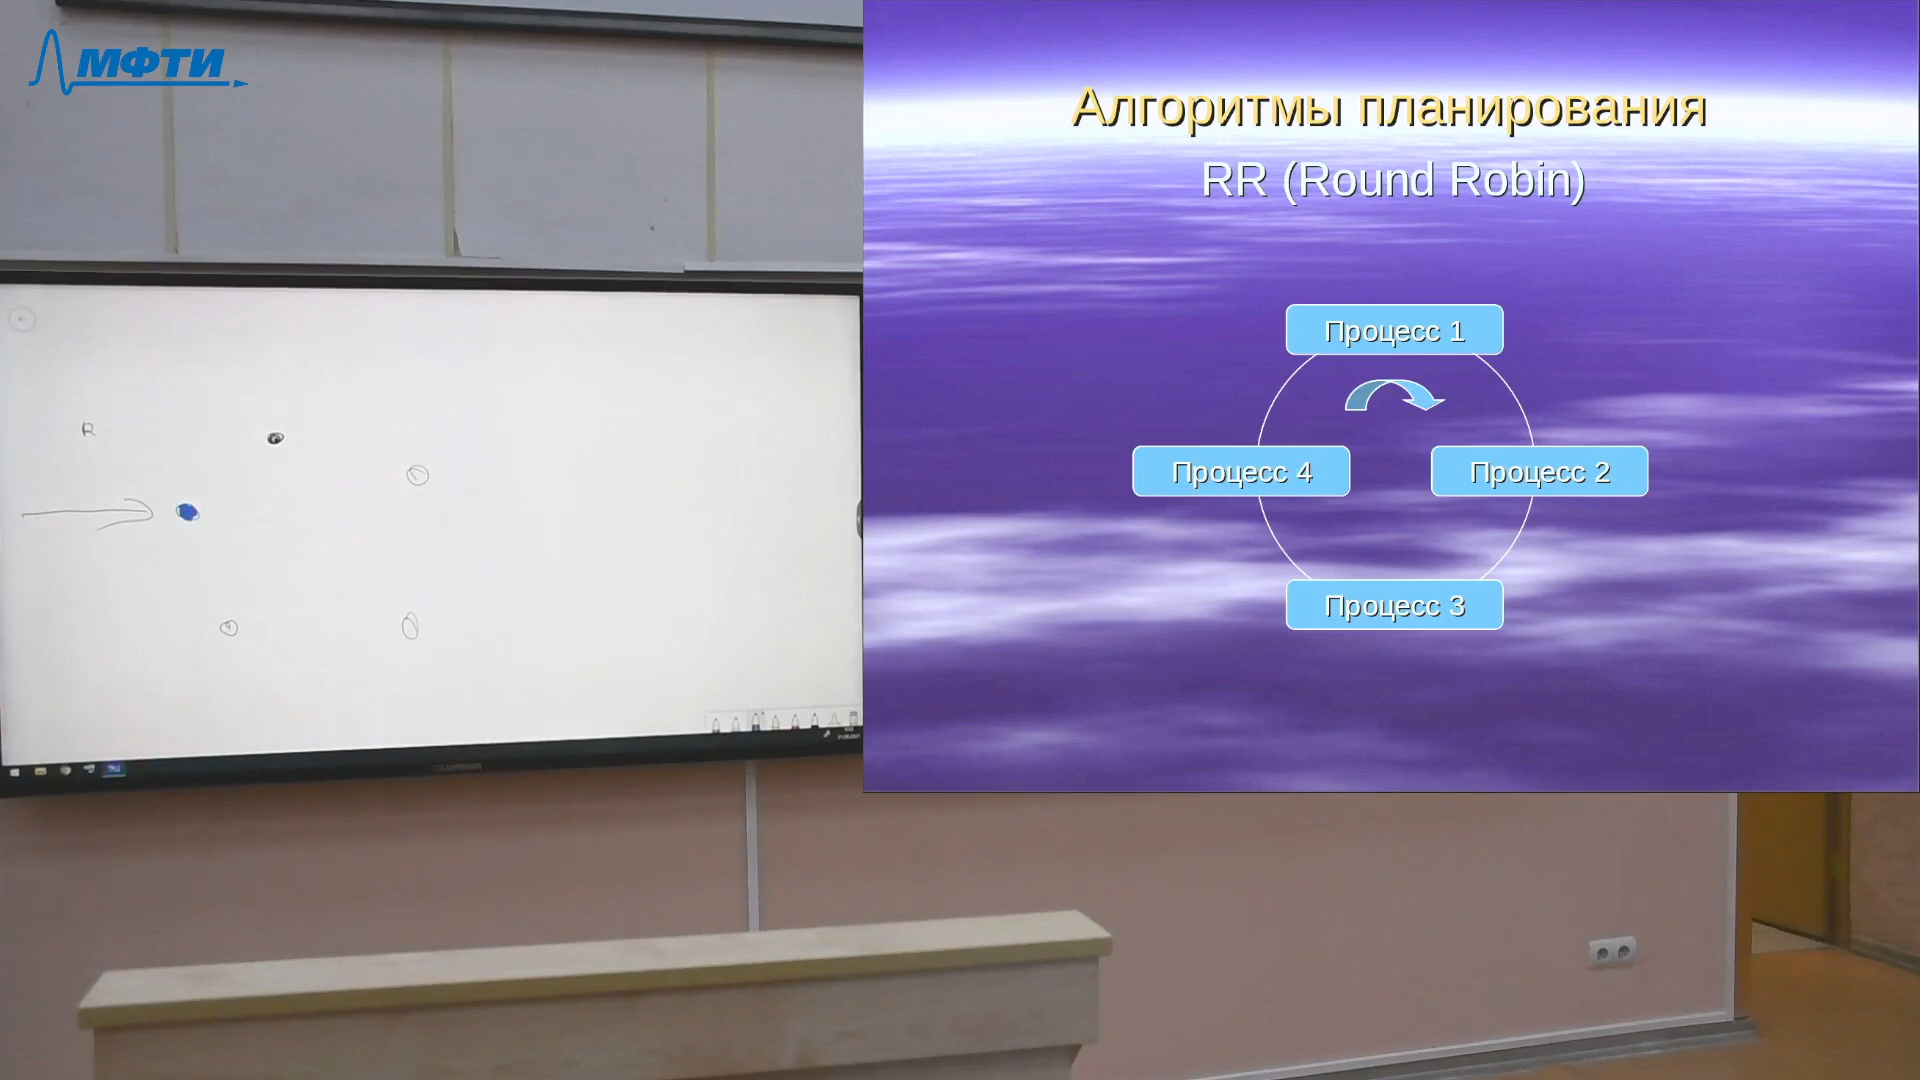 МФТИ
Алгоритмы планирования
RR (Round Robin)
Процесс 1
Процесс 4
Процесс 2
Процесс 3
R